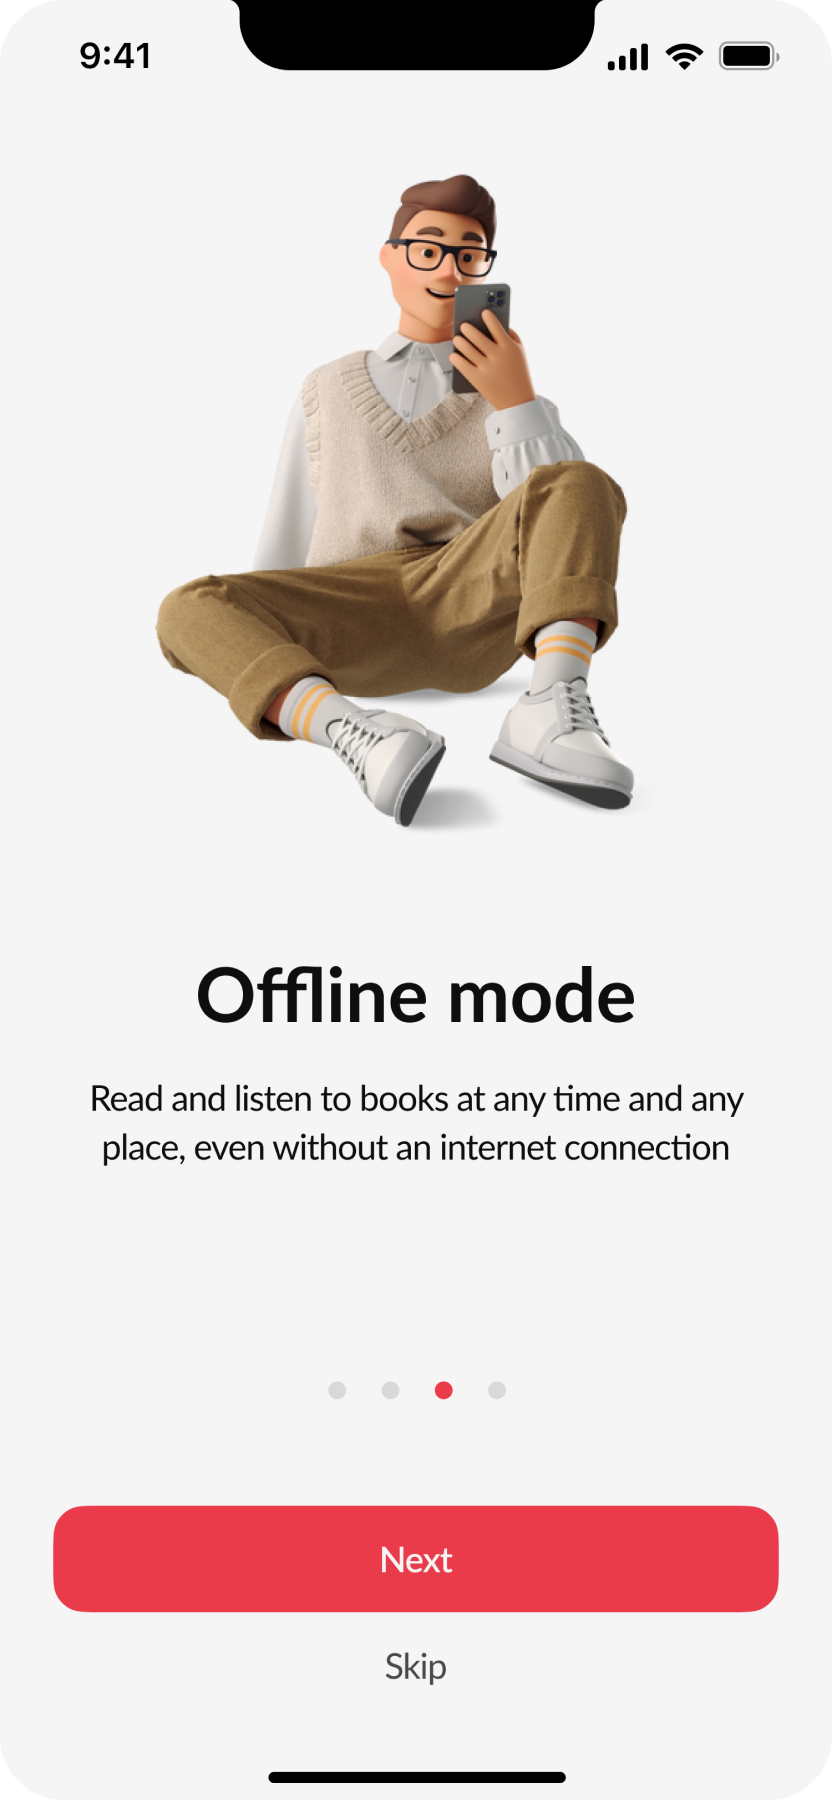 9:41
Offline mode
Read and listen to books at any time and any
place, even without an internet connection
Next
Skip